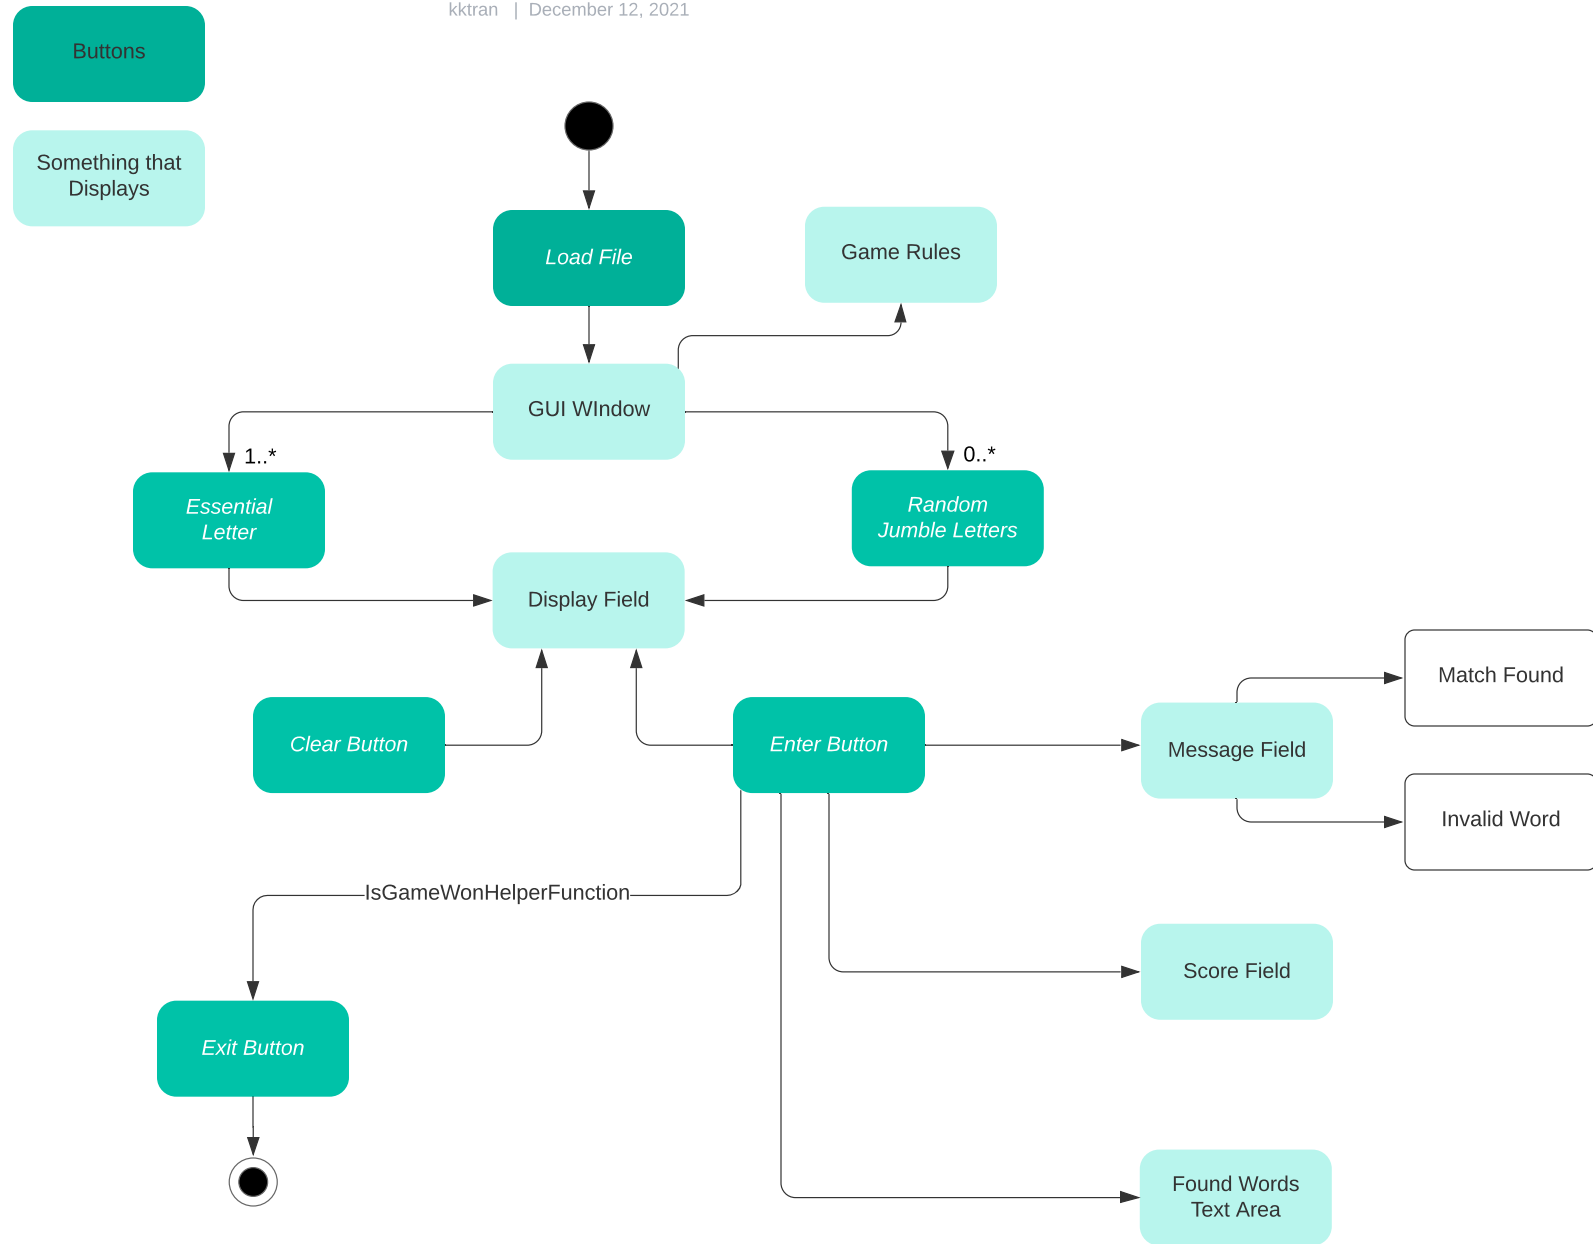 kktran | December 12, 2021
Buttons
Something that
Displays
Load File
Game Rules
GUI WIndow
1..*
0..*
Essential
Letter
Random
Jumble Letters
Display Field
Match Found
Clear Button
Enter Button
Message Field
Invalid Word
IsGameWonHelperFunction
Score Field
Exit Button
Found Words
Text Area